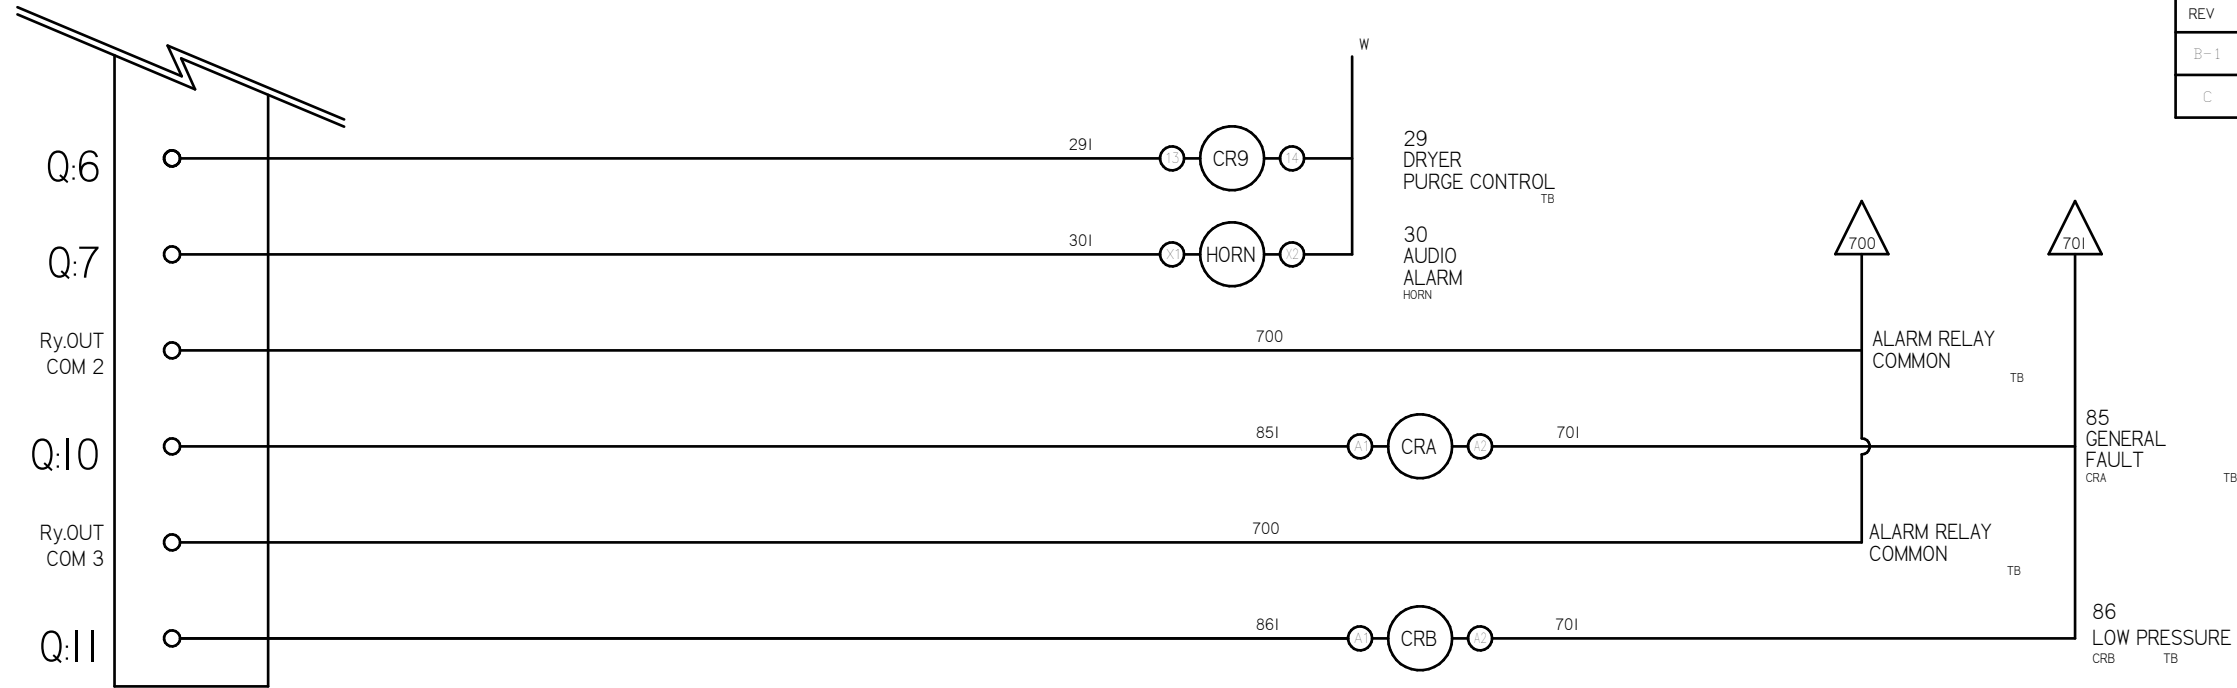 REV
B-1
C
W
Q:6
291
13
CR9
14
29
DRYER
PURGE CONTROL
TB
Q:7
301
X1
HORN
X2
30
AUDIO
ALARM
HORN
700
701
Ry.OUT
COM 2
700
ALARM RELAY
COMMON
TB
Q:10
851
A1
CRA
A2
701
85
GENERAL
FAULT
CRA TB
Ry.OUT
COM 3
700
ALARM RELAY
COMMON
TB
Q:11
861
A1
CRB
A2
701
86
LOW PRESSURE
CRB TB